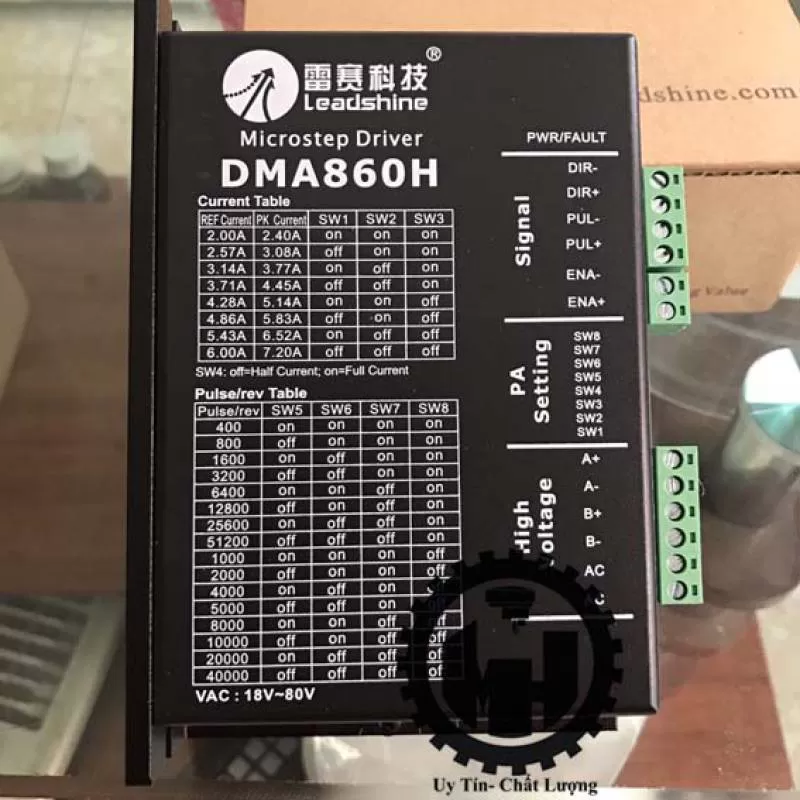 雷赛科技®
Leadshine
Microstep Driver
DMA860H
Current Table
REF Current PK Current SW1 SW2 SW3
2.00A 2.40A on on on
2.57A 3.08A off on on
3.14A 3.77A on off on
3.71A 4.45A off off on
4.28A 5.14A on on off
4.86A 5.83A off on off
5.43A 6.52A on off off
6.00A 7.20A off off off
SW4: off=Half Current; on=Full Current
Pulse/rev Table
Pulse/rev SW5 SW6 SW7 SW8
400 on on on on
800 off on on on
1600 on off on on
3200 off off on on
6400 on on off on
12800 off on off on
25600 on off off on
51200 off off off on
1000 on on on off
2000 off on on off
4000 on off on
5000 off off on
8000 on on off
10000 off on off
20000 on off off
40000 off off off
VAC : 18V~80V
PWR/FAULT
Signal
DIR-
DIR+
PUL-
PUL+
ENA-
ENA+
PA Setting
SW8
SW7
SW6
SW5
SW4
SW3
SW2
SW1
High Voltage
A+
A-
B+
B-
AC
dshine.com
Value
MH
Uy Tín- Chất Lượng